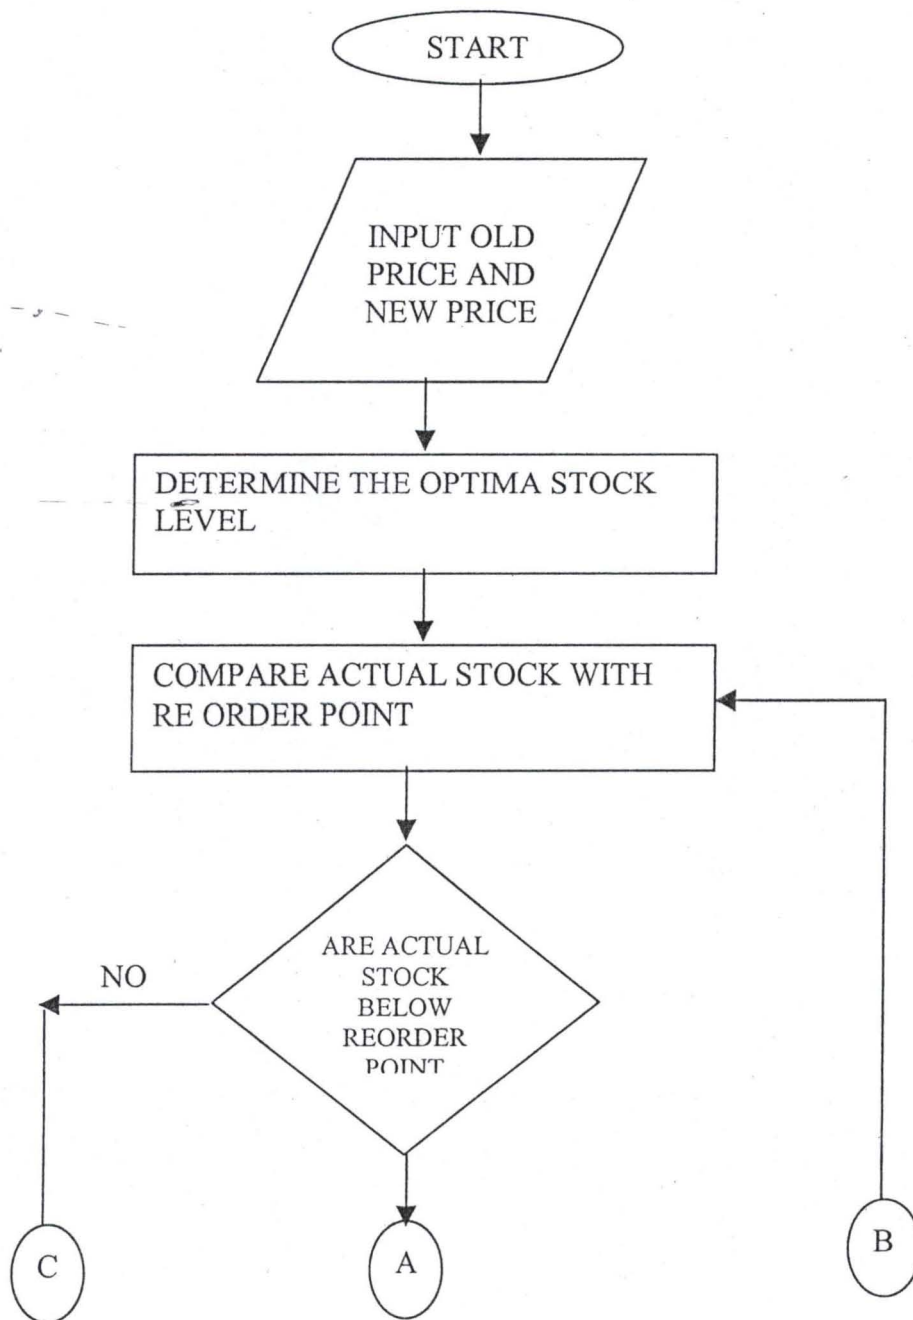 START
INPUT OLD
PRICE AND
NEW PRICE
DETERMINE THE OPTIMA STOCK
LEVEL
COMPARE ACTUAL STOCK WITH
RE ORDER POINT
ARE ACTUAL
STOCK
BELOW
REORDER
POINT
NO
C
A
B